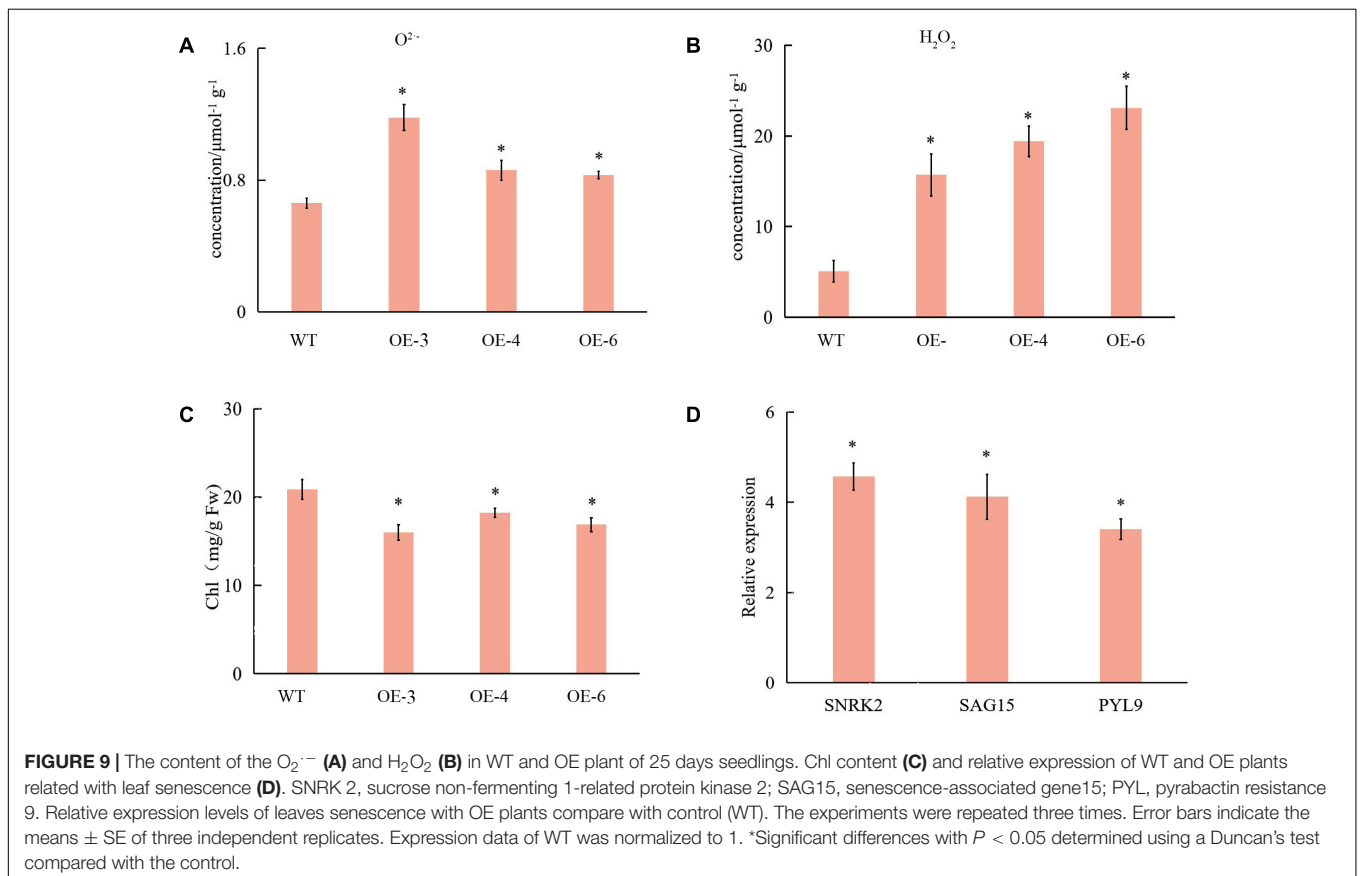 A
O²·⁻
1.6
0.8
0
concentration/μmol⁻¹ g⁻¹
WT OE-3 OE-4 OE-6
* * *
B
H₂O₂
30
20
10
0
concentration/μmol⁻¹ g⁻¹
WT OE- OE-4 OE-6
* * *
C
30
20
10
0
Chl（mg/g Fw)
WT OE-3 OE-4 OE-6
* * *
D
6
4
2
0
Relative expression
SNRK2 SAG15 PYL9
* * *
FIGURE 9 | The content of the O₂·⁻ (A) and H₂O₂ (B) in WT and OE plant of 25 days seedlings. Chl content (C) and relative expression of WT and OE plants
related with leaf senescence (D). SNRK 2, sucrose non-fermenting 1-related protein kinase 2; SAG15, senescence-associated gene15; PYL, pyrabactin resistance
9. Relative expression levels of leaves senescence with OE plants compare with control (WT). The experiments were repeated three times. Error bars indicate the
means ± SE of three independent replicates. Expression data of WT was normalized to 1. *Significant differences with P < 0.05 determined using a Duncan's test
compared with the control.